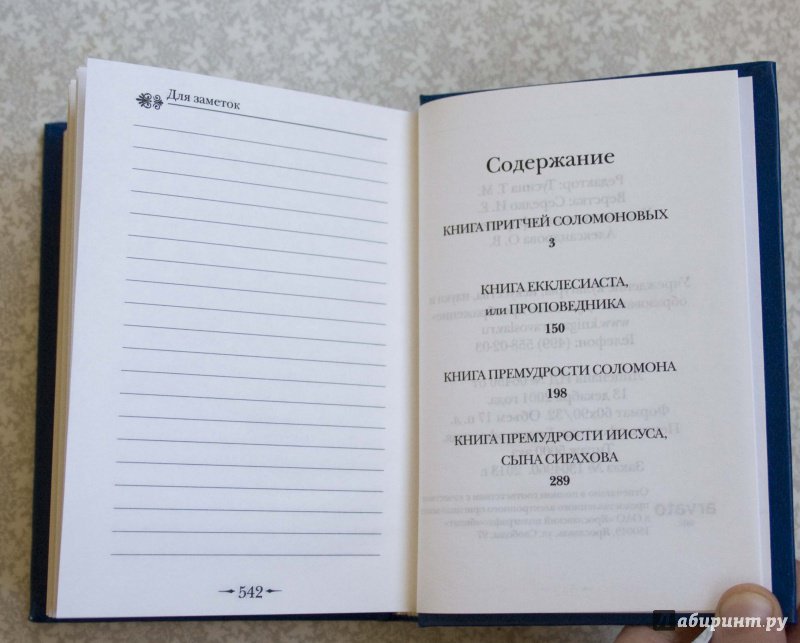 Для заметок
542
Содержание
КНИГА ПРИТЧЕЙ СОЛОМОНОВЫХ
3
КНИГА ЕККЛЕСИАСТА,
или ПРОПОВЕДНИКА
150
КНИГА ПРЕМУДРОСТИ СОЛОМОНА
198
КНИГА ПРЕМУДРОСТИ ИИСУСА,
СЫНА СИРАХОВА
289
Лабиринт.ру